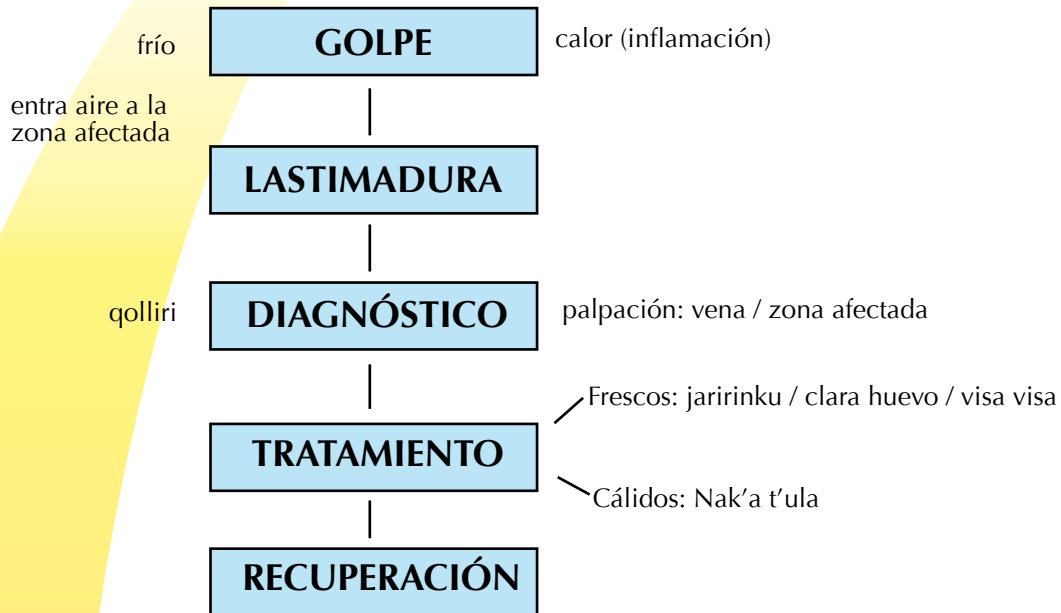 frío
GOLPE
calor (inflamación)
entra aire a la
zona afectada
LASTIMADURA
qolliri
DIAGNÓSTICO
palpación: vena / zona afectada
Frescos: jaririnku / clara huevo / visa visa
TRATAMIENTO
Cálidos: Nak’a t’ula
RECUPERACIÓN